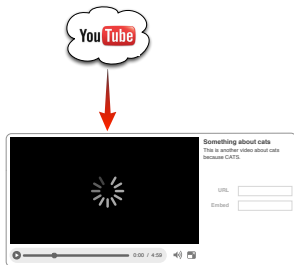 YouTube
Something about cats
This is another video about cats
because CATS.
URL
Embed
0:00 / 4:59